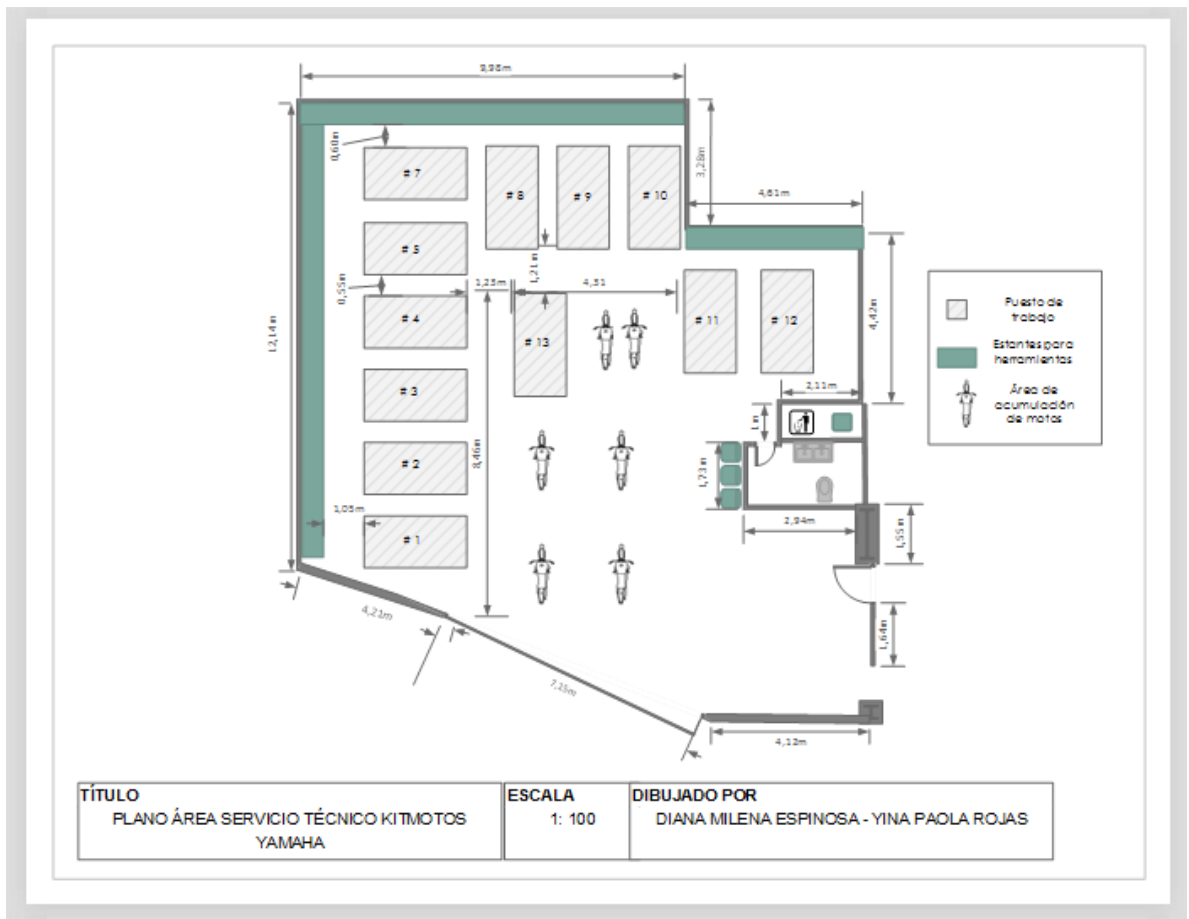 9,98m
0,60m
3,28m
# 7
# 8
# 9
# 10
4,61m
# 5
1,21m
0,55m
1,23m
4,31
12,14m
# 4
# 13
# 11
# 12
4,42m
Puesto de
trabajo
Estantes para
herramientas
Área de
acumulación
de motos
# 3
2,11m
1m
8,46m
# 2
1,73m
1,05m
# 1
2,94m
1,55m
4,21m
1,64m
7,15m
4,12m
TÍTULO
PLANO ÁREA SERVICIO TÉCNICO KITMOTOS
YAMAHA
ESCALA
1: 100
DIBUJADO POR
DIANA MILENA ESPINOSA - YINA PAOLA ROJAS